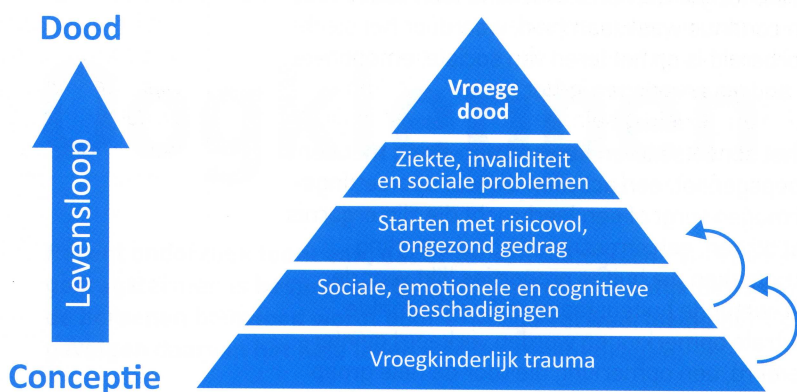 Dood
Levensloop
Conceptie
Vroege
dood
Ziekte, invaliditeit
en sociale problemen
Starten met risicovol,
ongezond gedrag
Sociale, emotionele en cognitieve
beschadigingen
Vroegkinderlijk trauma